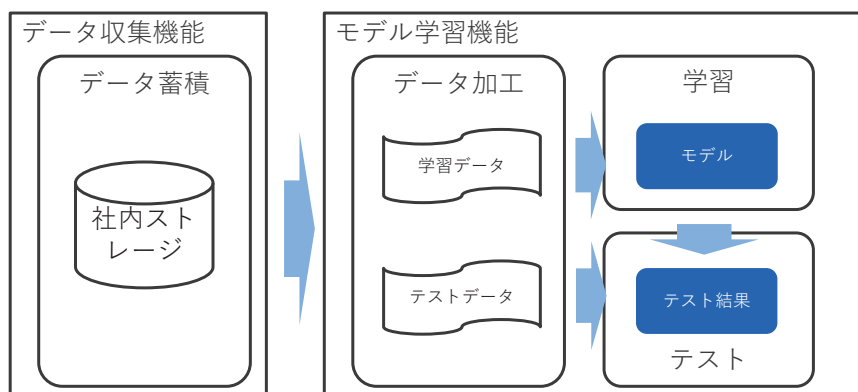 データ収集機能
データ蓄積
社内スト
レージ
モデル学習機能
データ加工
学習データ
テストデータ
学習
モデル
テスト結果
テスト